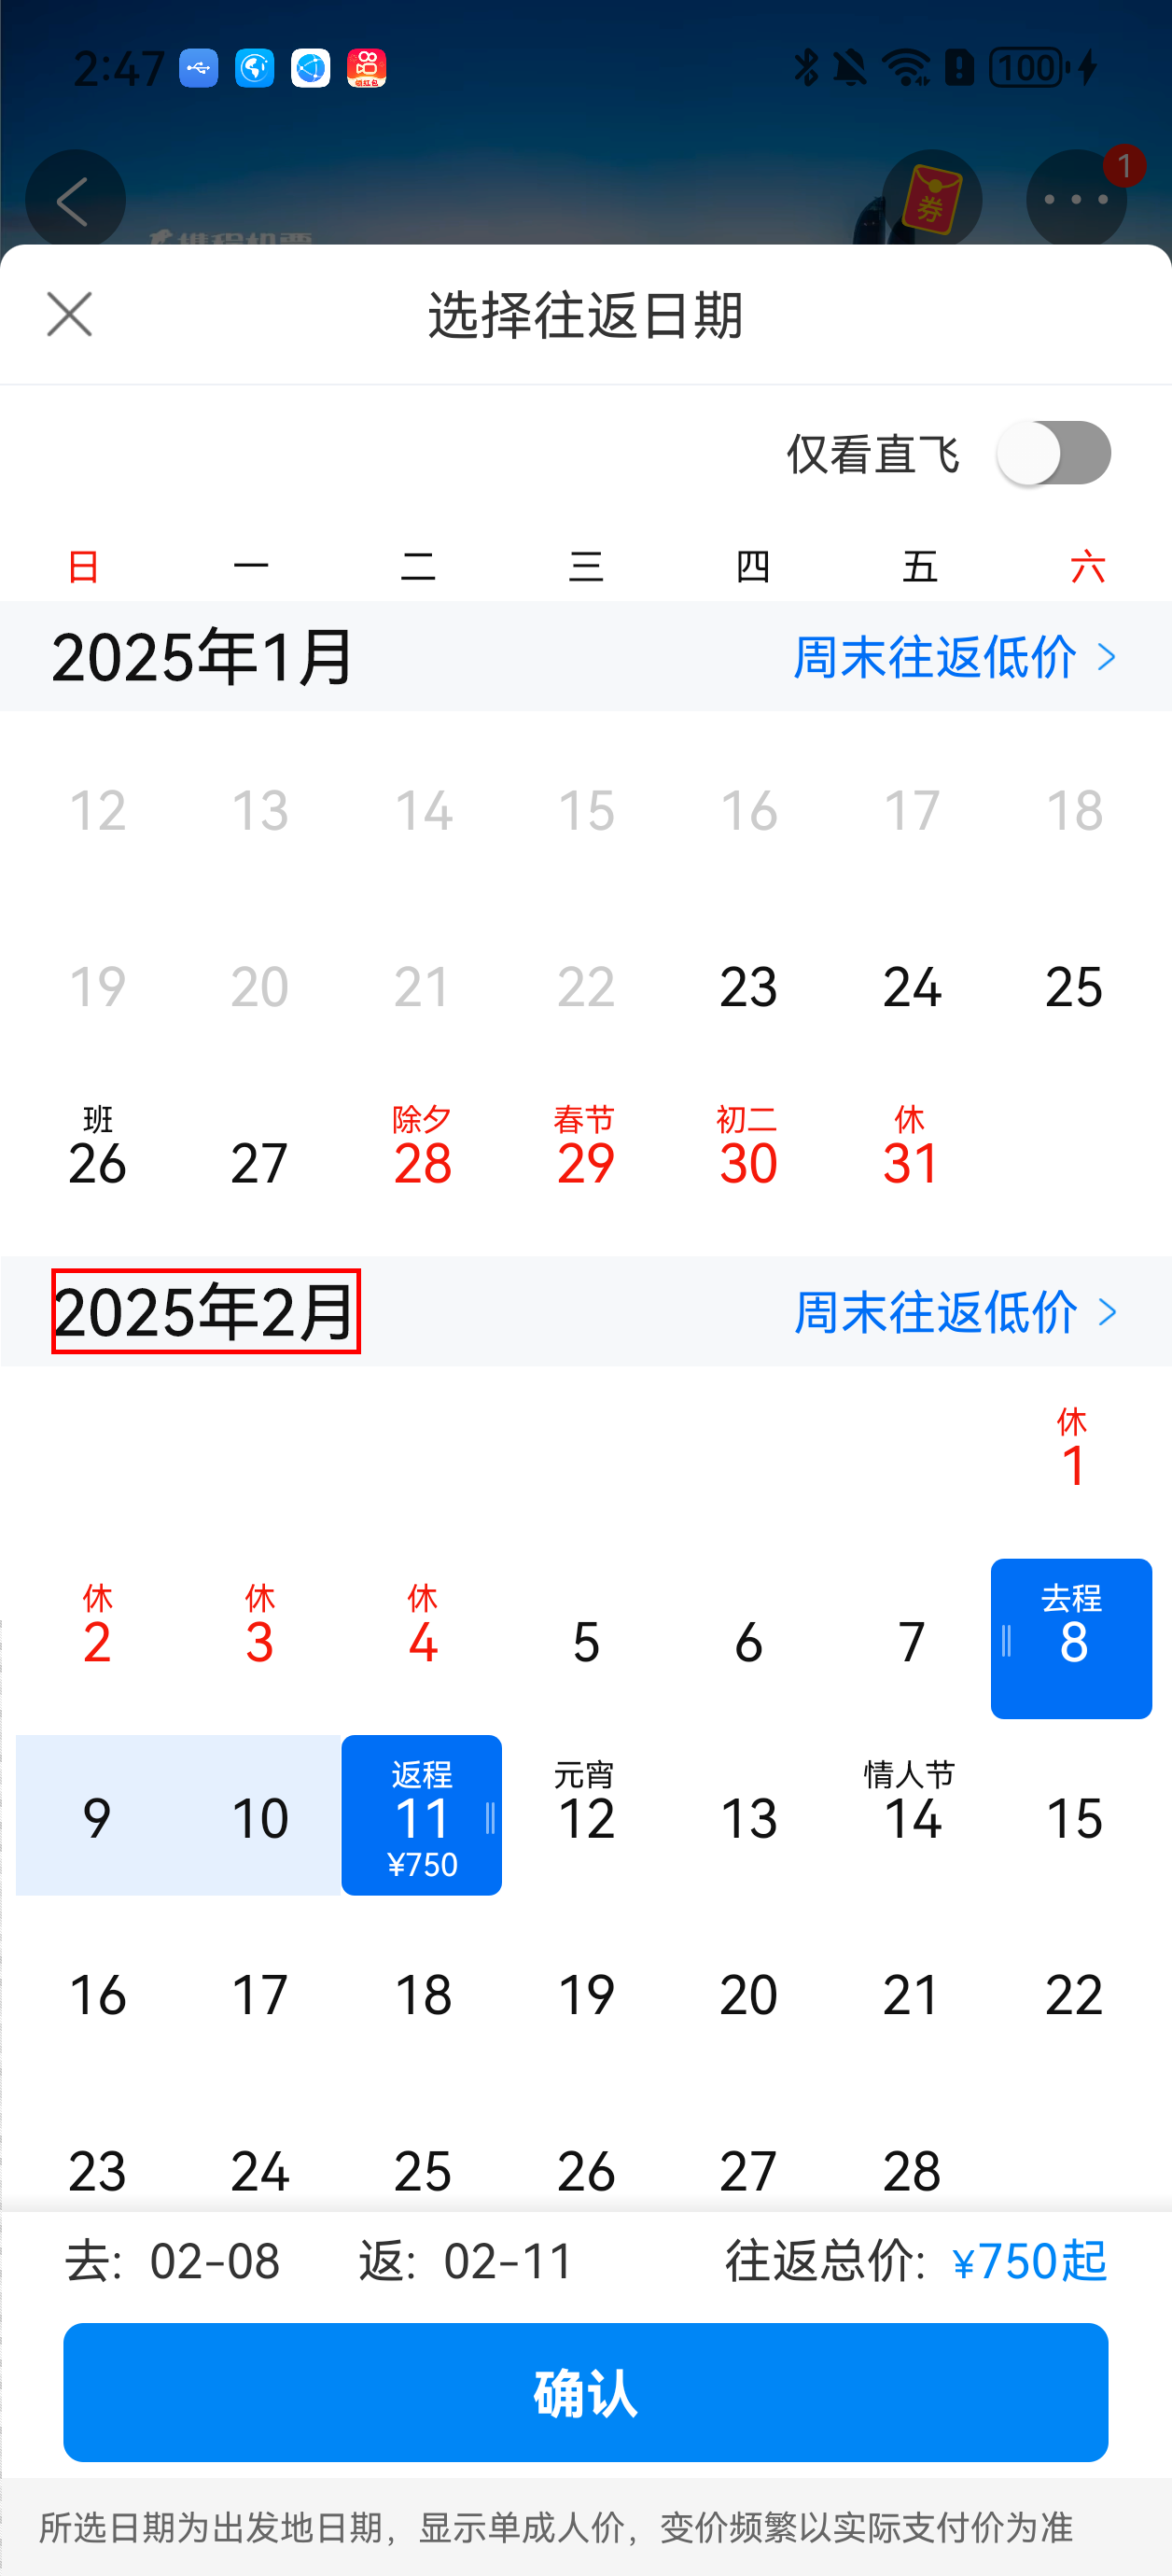 2:47 领红包 100
券 1
携程机票
选择往返日期
仅看直飞
日 一 二 三 四 五 六
2025年1月 周末往返低价 >
12 13 14 15 16 17 18
19 20 21 22 23 24 25
班 除夕 春节 初二 休
26 27 28 29 30 31
2025年2月 周末往返低价 >
休
1
休 休 休 去程
2 3 4 5 6 7 8
返程 元宵 情人节
9 10 11 12 13 14 15
¥750
16 17 18 19 20 21 22
23 24 25 26 27 28
去: 02-08 返: 02-11 往返总价: ¥750起
确认
所选日期为出发地日期，显示单成人价，变价频繁以实际支付价为准